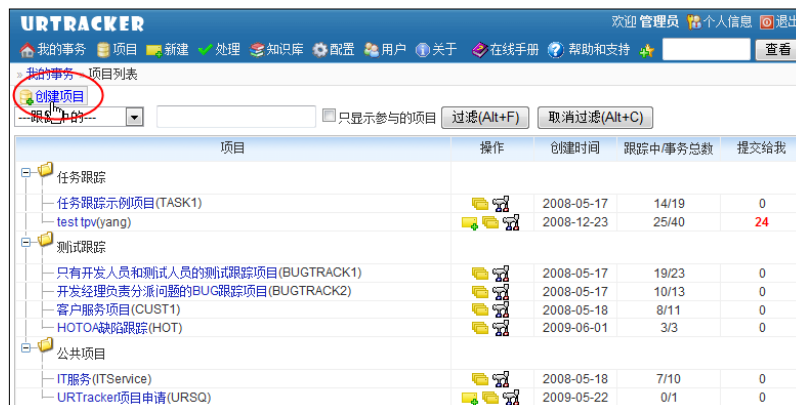 URTRACKER 欢迎 管理员 个人信息 退出
我的事务 项目 新建 处理 知识库 配置 用户 关于 在线手册 帮助和支持 查看
» 我的事务 项目列表
创建项目
---跟踪中的--- 只显示参与的项目 过滤(Alt+F) 取消过滤(Alt+C)
项目 操作 创建时间 跟踪中/事务总数 提交给我
任务跟踪
任务跟踪示例项目(TASK1) 2008-05-17 14/19 0
test tpv(yang) 2008-12-23 25/40 24
测试跟踪
只有开发人员和测试人员的测试跟踪项目(BUGTRACK1) 2008-05-17 19/23 0
开发经理负责分派问题的BUG跟踪项目(BUGTRACK2) 2008-05-17 10/13 0
客户服务项目(CUST1) 2008-05-18 8/11 0
HOTOA缺陷跟踪(HOT) 2009-06-01 3/3 0
公共项目
IT服务(ITService) 2008-05-18 7/10 0
URTracker项目申请(URSQ) 2009-05-22 0/1 0